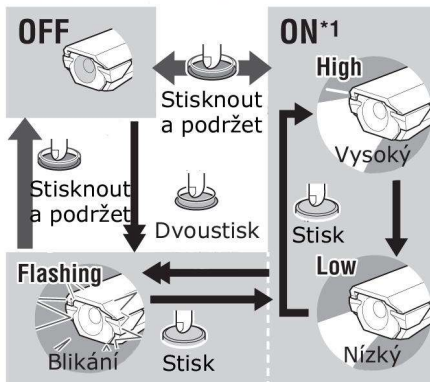 OFF
ON*1
High
Stisknout
a podržet
Vysoký
Stisknout
a podržet
Dvoustisk
Stisk
Flashing
Low
Blikání
Stisk
Nízký